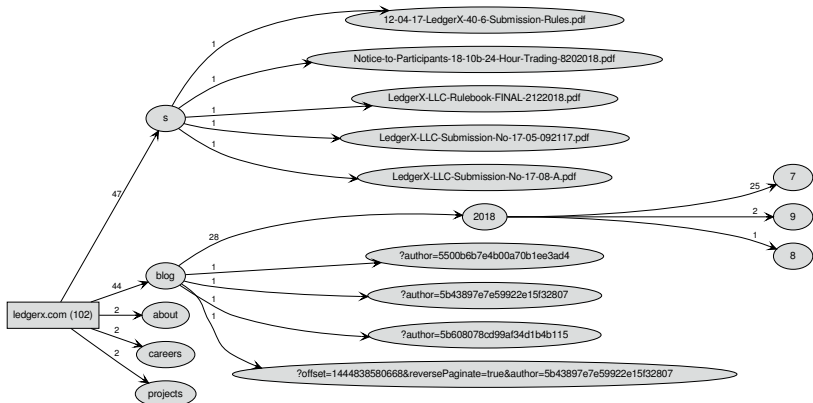 12-04-17-LedgerX-40-6-Submission-Rules.pdf
1
Notice-to-Participants-18-10b-24-Hour-Trading-8202018.pdf
1
LedgerX-LLC-Rulebook-FINAL-2122018.pdf
1
s
1
LedgerX-LLC-Submission-No-17-05-092117.pdf
1
LedgerX-LLC-Submission-No-17-08-A.pdf
7
47
25
2018
2
9
28
1
8
?author=5500b6b7e4b00a70b1ee3ad4
1
blog
1
?author=5b43897e7e59922e15f32807
44
1
ledgerx.com (102)
2
about
1
?author=5b608078cd99af34d1b4b115
2
careers
2
?offset=1444838580668&reversePaginate=true&author=5b43897e7e59922e15f32807
projects